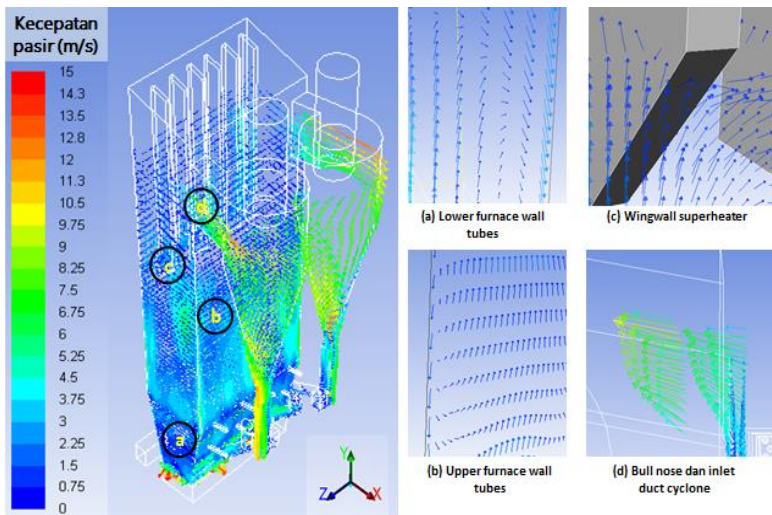 Kecepatan
pasir (m/s)
15
14.3
13.5
12.8
12
11.3
10.5
9.75
9
8.25
7.5
6.75
6
5.25
4.5
3.75
3
2.25
1.5
0.75
0
d
c
b
a
Y
Z
X
(a) Lower furnace wall
tubes
(c) Wingwall superheater
(b) Upper furnace wall
tubes
(d) Bull nose dan inlet
duct cyclone